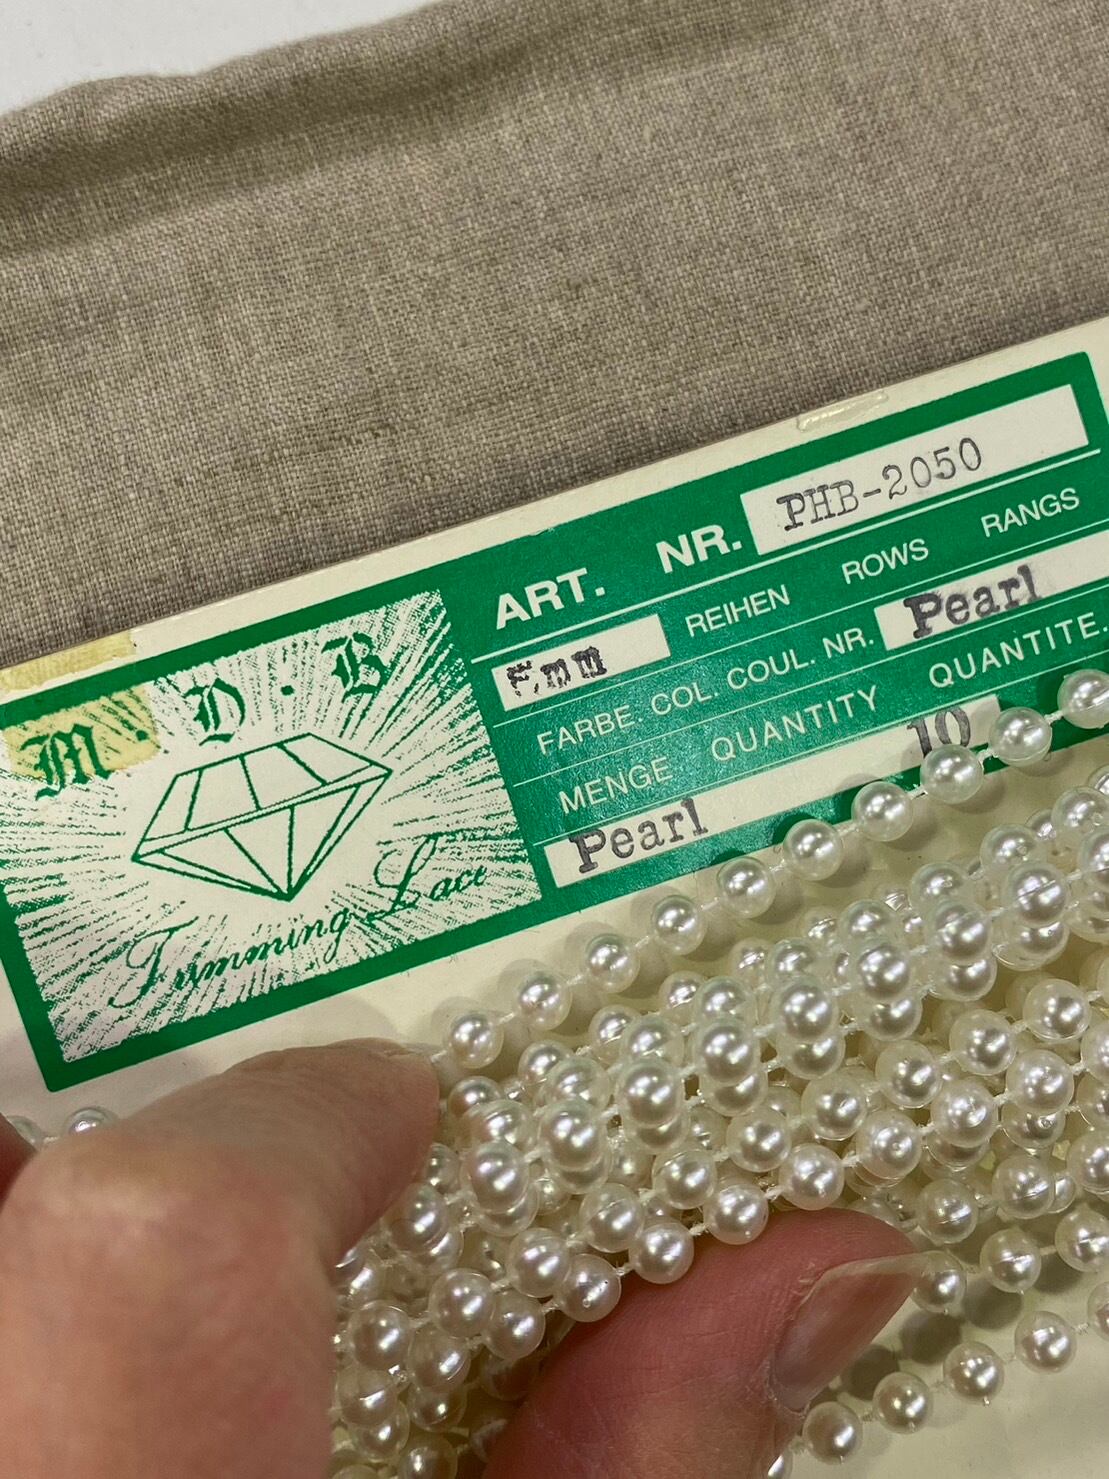 M. D. B
Trimming Lace
ART. NR. PHB-2050
5mm REIHEN ROWS RANGS
FARBE. COL. COUL. NR. Pearl
MENGE QUANTITY QUANTITE.
Pearl 10